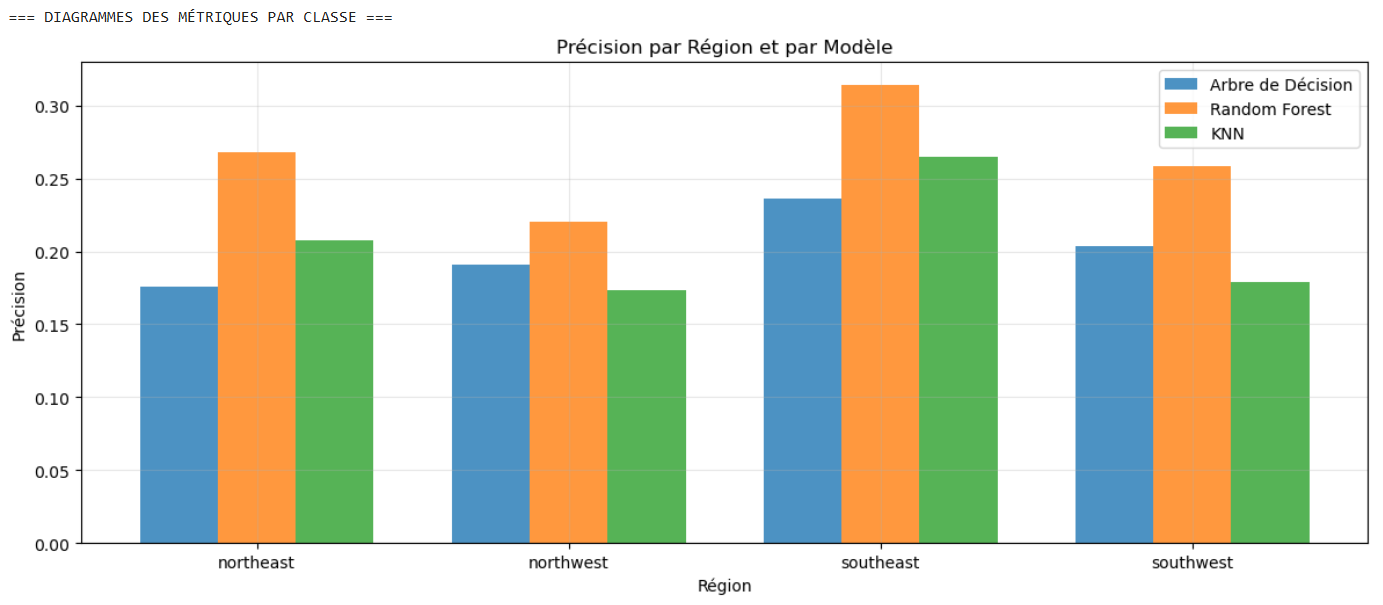 === DIAGRAMMES DES MÉTRIQUES PAR CLASSE ===
Précision par Région et par Modèle
Arbre de Décision
Random Forest
KNN
Précision
0.30
0.25
0.20
0.15
0.10
0.05
0.00
northeast
northwest
southeast
southwest
Région